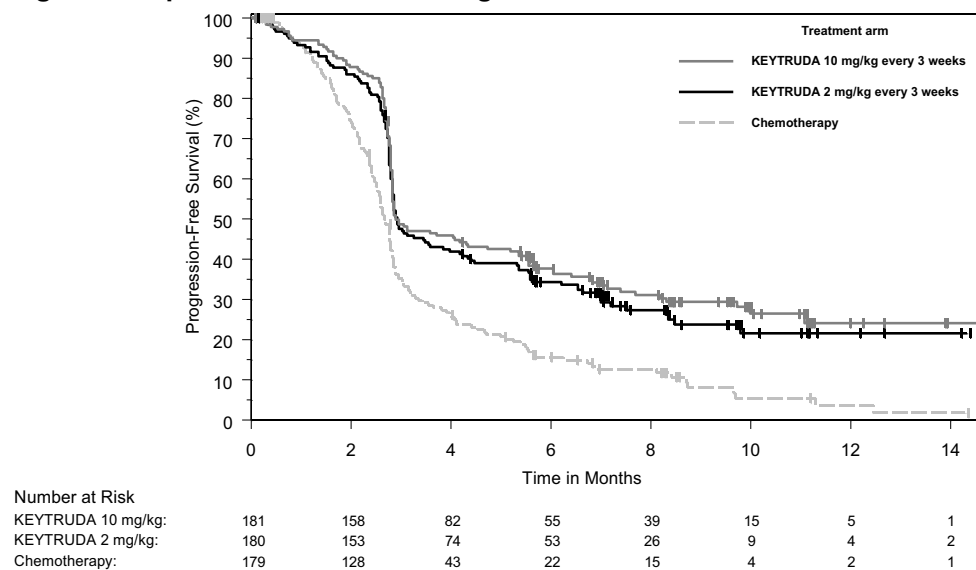 100
90
80
70
60
50
40
30
20
10
0
Progression-Free Survival (%)
Treatment arm
KEYTRUDA 10 mg/kg every 3 weeks
KEYTRUDA 2 mg/kg every 3 weeks
Chemotherapy
0 2 4 6 8 10 12 14
Time in Months
Number at Risk
KEYTRUDA 10 mg/kg: 181 158 82 55 39 15 5 1
KEYTRUDA 2 mg/kg: 180 153 74 53 26 9 4 2
Chemotherapy: 179 128 43 22 15 4 2 1